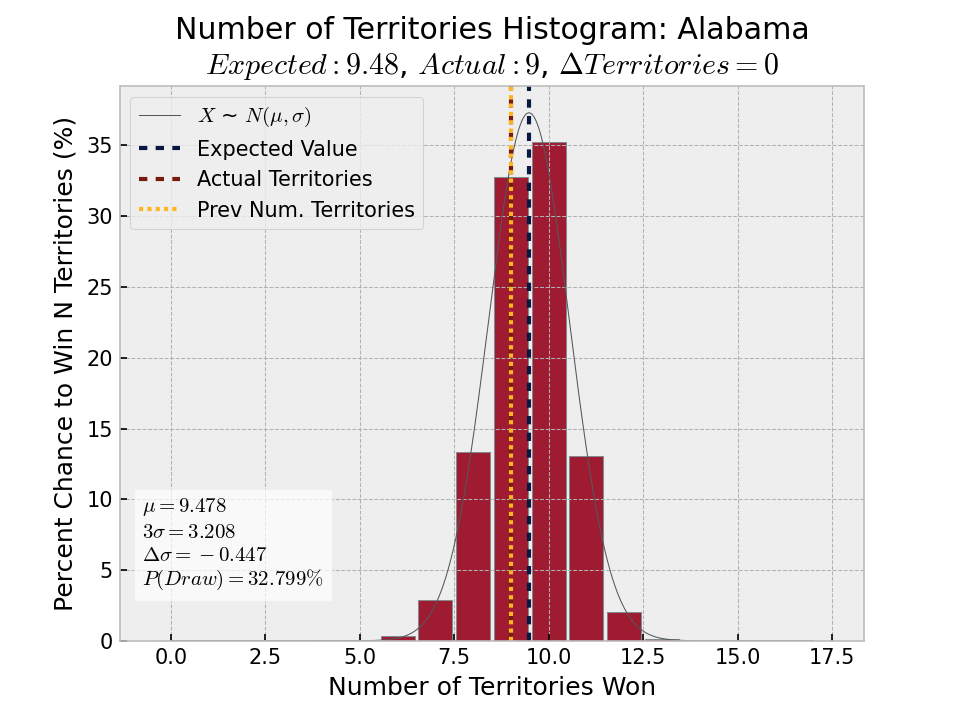 Number of Territories Histogram: Alabama
Expected : 9.48, Actual : 9, ΔTerritories = 0
X ∼ N(μ, σ)
Expected Value
Actual Territories
Prev Num. Territories
Percent Chance to Win N Territories (%)
35
30
25
20
15
10
5
0
μ = 9.478
3σ = 3.208
Δσ = −0.447
P(Draw) = 32.799%
0.0 2.5 5.0 7.5 10.0 12.5 15.0 17.5
Number of Territories Won